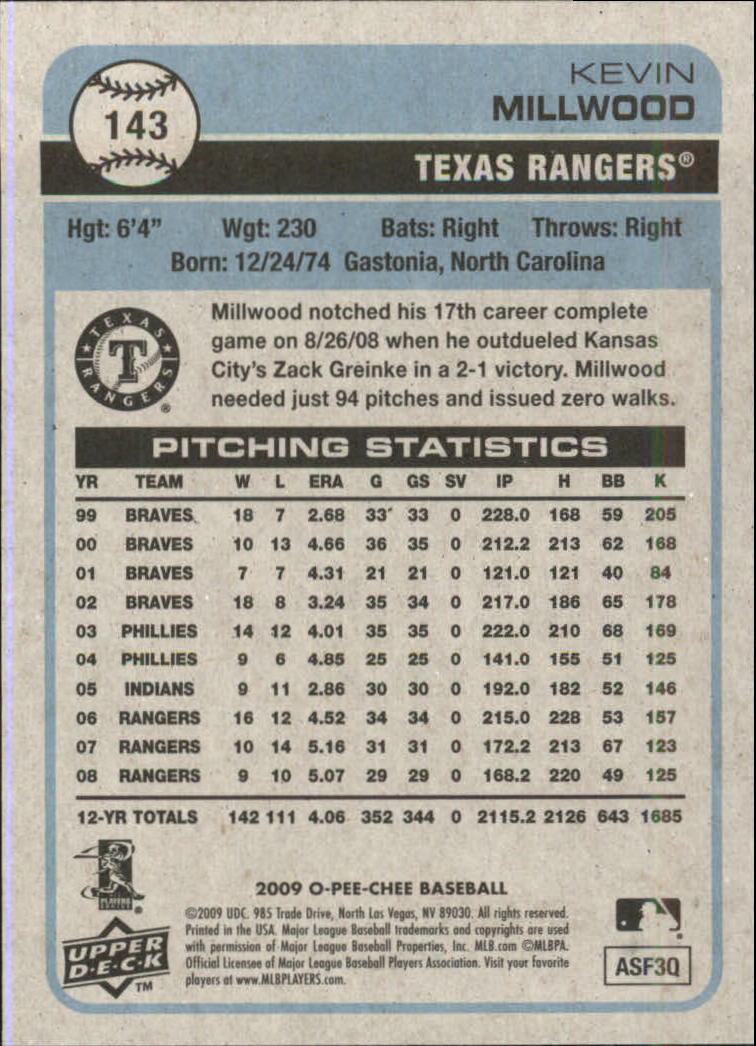 143
KEVIN
MILLWOOD
TEXAS RANGERS®
Hgt: 6'4" Wgt: 230 Bats: Right Throws: Right
Born: 12/24/74 Gastonia, North Carolina
TEXAS
T
RANGERS
®
Millwood notched his 17th career complete
game on 8/26/08 when he outdueled Kansas
City's Zack Greinke in a 2-1 victory. Millwood
needed just 94 pitches and issued zero walks.
PITCHING STATISTICS
YR TEAM W L ERA G GS SV IP H BB K
99 BRAVES 18 7 2.68 33 33 0 228.0 168 59 205
00 BRAVES 10 13 4.66 36 35 0 212.2 213 62 168
01 BRAVES 7 7 4.31 21 21 0 121.0 121 40 84
02 BRAVES 18 8 3.24 35 34 0 217.0 186 65 178
03 PHILLIES 14 12 4.01 35 35 0 222.0 210 68 169
04 PHILLIES 9 6 4.85 25 25 0 141.0 155 51 125
05 INDIANS 9 11 2.86 30 30 0 192.0 182 52 146
06 RANGERS 16 12 4.52 34 34 0 215.0 228 53 157
07 RANGERS 10 14 5.16 31 31 0 172.2 213 67 123
08 RANGERS 9 10 5.07 29 29 0 168.2 220 49 125
12-YR TOTALS 142 111 4.06 352 344 0 2115.2 2126 643 1685
PLAYERS
CHOICE
®
2009 O-PEE-CHEE BASEBALL
©2009 UDC. 985 Trade Drive, North Las Vegas, NV 89030. All rights reserved.
Printed in the USA. Major League Baseball trademarks and copyrights are used
with permission of Major League Baseball Properties, Inc. MLB.com ©MLBPA.
Official Licensee of Major League Baseball Players Association. Visit your favorite
players at www.MLBPLAYERS.com.
UPPER
D·E·C·K
TM
ASF3Q